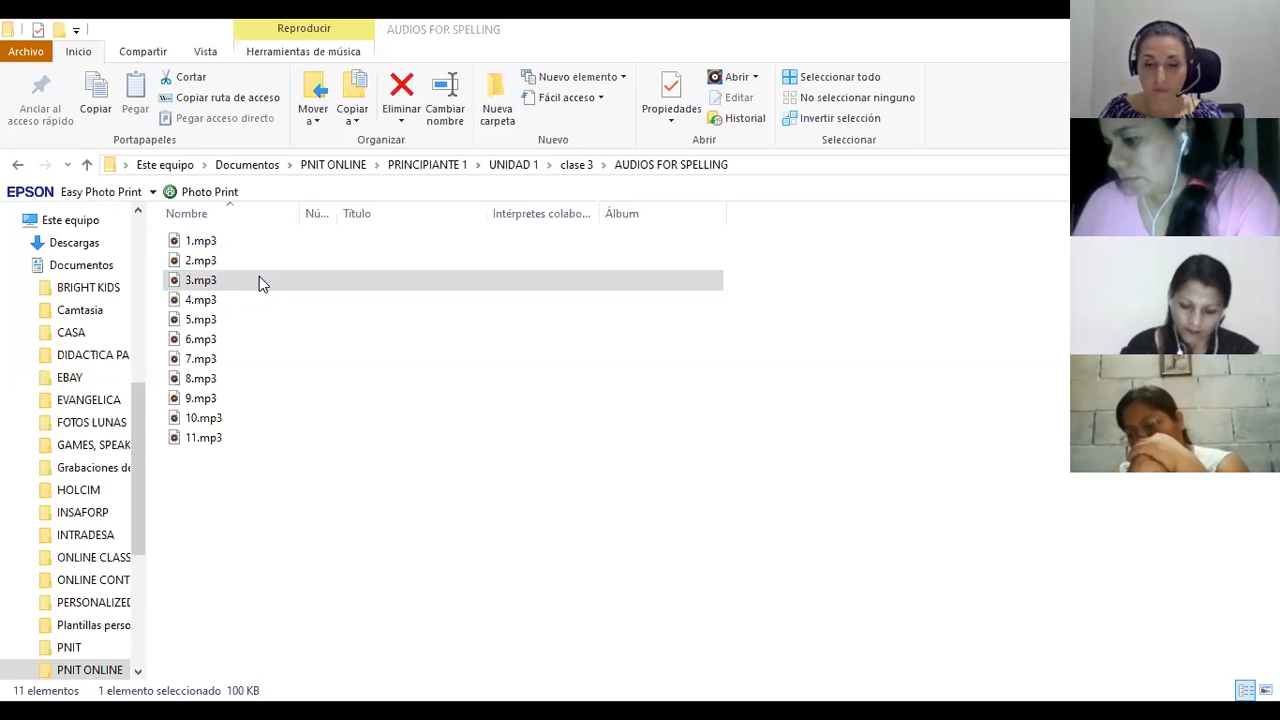 Reproducir
AUDIOS FOR SPELLING
Archivo Inicio Compartir Vista Herramientas de música
Anclar al acceso rápido
Copiar
Pegar
Cortar
Copiar ruta de acceso
Pegar acceso directo
Portapapeles
Mover a
Copiar a
Eliminar
Cambiar nombre
Organizar
Nueva carpeta
Nuevo elemento
Fácil acceso
Nuevo
Propiedades
Abrir
Editar
Historial
Abrir
Seleccionar todo
No seleccionar ninguno
Invertir selección
Seleccionar
Este equipo > Documentos > PNIT ONLINE > PRINCIPIANTE 1 > UNIDAD 1 > clase 3 > AUDIOS FOR SPELLING
EPSON Easy Photo Print Photo Print
Este equipo
Descargas
Documentos
BRIGHT KIDS
Camtasia
CASA
DIDACTICA PA
EBAY
EVANGELICA
FOTOS LUNAS
GAMES, SPEAK
Grabaciones de
HOLCIM
INSAFORP
INTRADESA
ONLINE CLASS
ONLINE CONT
PERSONALIZED
Plantillas perso
PNIT
PNIT ONLINE
Nombre Nú... Título Intérpretes colabo... Álbum
1.mp3
2.mp3
3.mp3
4.mp3
5.mp3
6.mp3
7.mp3
8.mp3
9.mp3
10.mp3
11.mp3
11 elementos 1 elemento seleccionado 100 KB